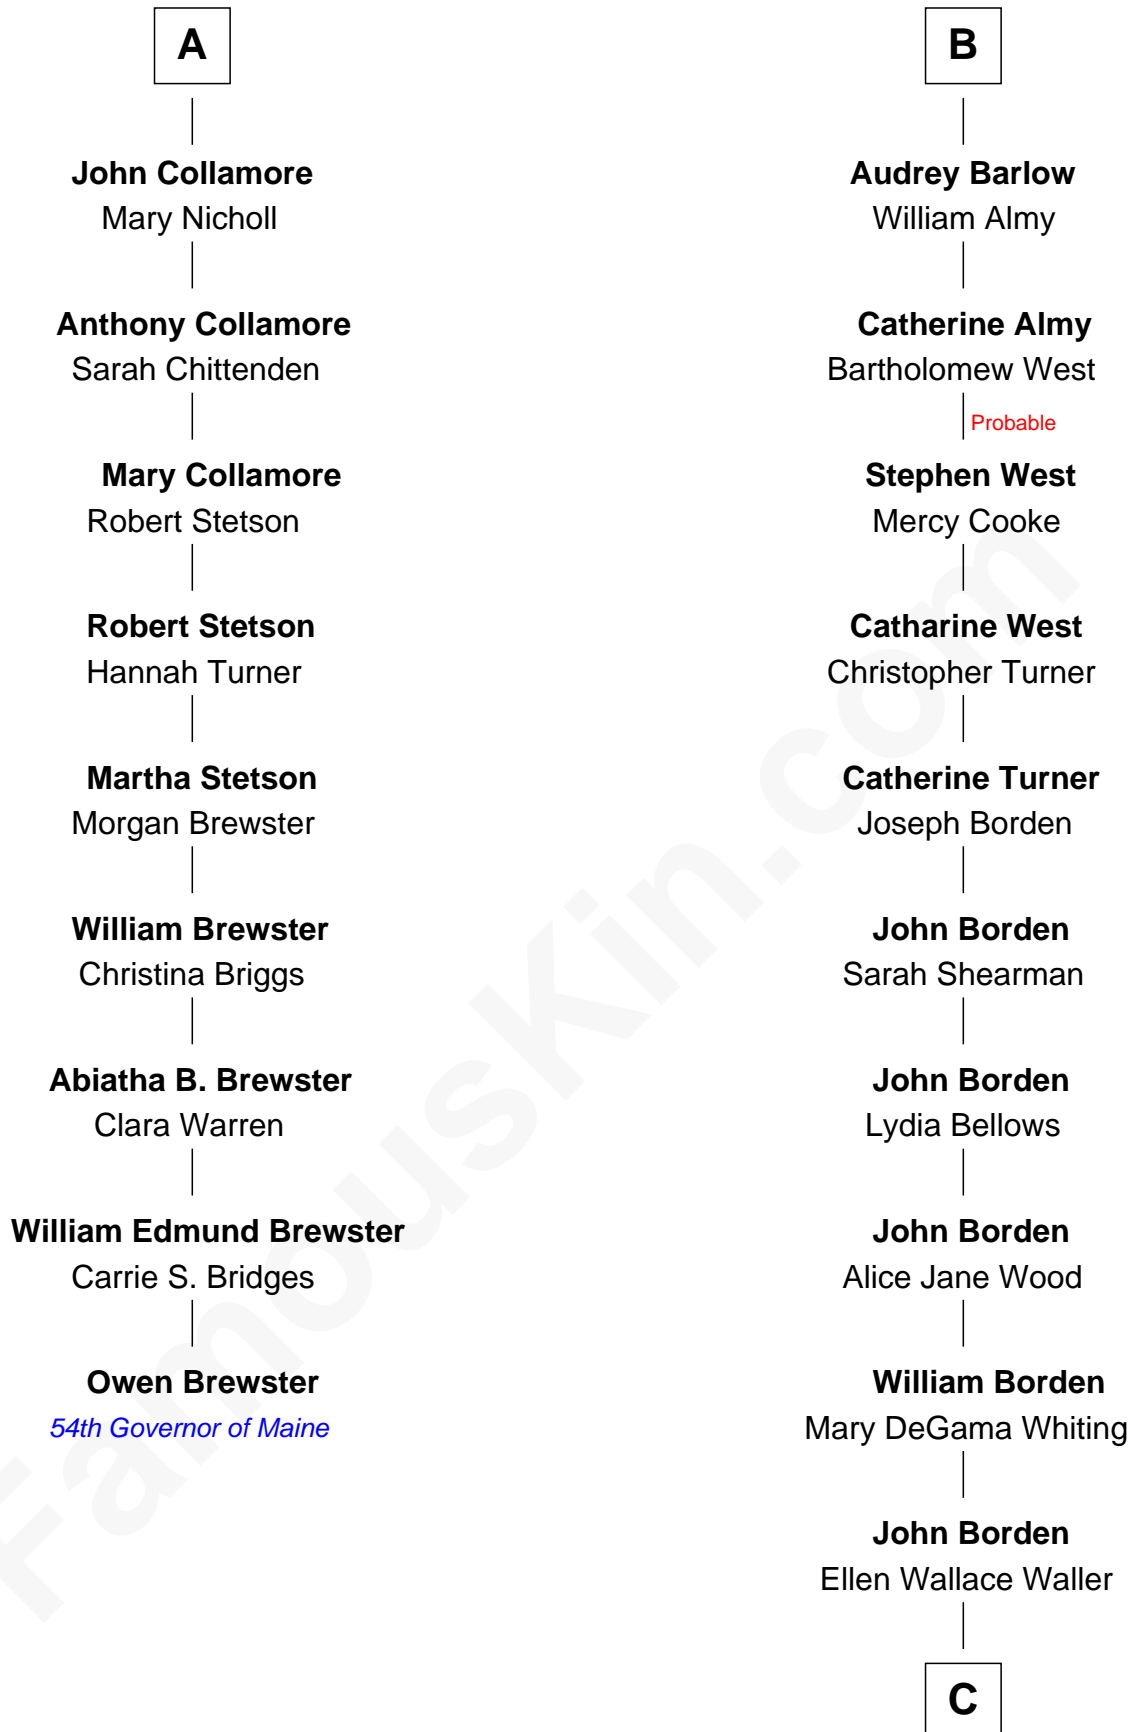 A
John Collamore
Mary Nicholl
Anthony Collamore
Sarah Chittenden
Mary Collamore
Robert Stetson
Robert Stetson
Hannah Turner
Martha Stetson
Morgan Brewster
William Brewster
Christina Briggs
Abiatha B. Brewster
Clara Warren
William Edmund Brewster
Carrie S. Bridges
Owen Brewster
54th Governor of Maine
B
Audrey Barlow
William Almy
Catherine Almy
Bartholomew West
Probable
Stephen West
Mercy Cooke
Catharine West
Christopher Turner
Catherine Turner
Joseph Borden
John Borden
Sarah Shearman
John Borden
Lydia Bellows
John Borden
Alice Jane Wood
William Borden
Mary DeGama Whiting
John Borden
Ellen Wallace Waller
C
FamousKin.com